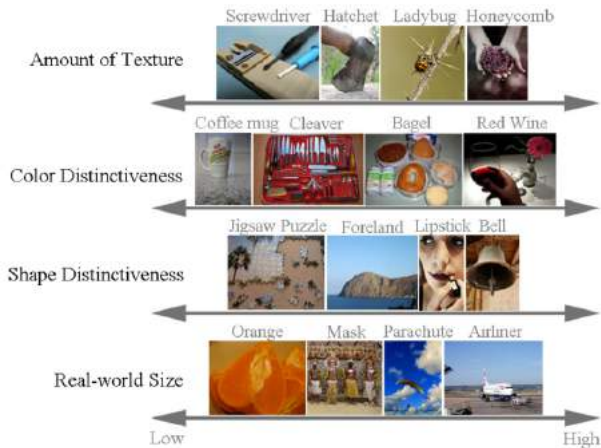 Screwdriver Hatchet Ladybug Honeycomb
Amount of Texture
Coffee mug Cleaver Bagel Red Wine
Color Distinctiveness
Jigsaw Puzzle Foreland Lipstick Bell
Shape Distinctiveness
Orange Mask Parachute Airliner
Real-world Size
Low High